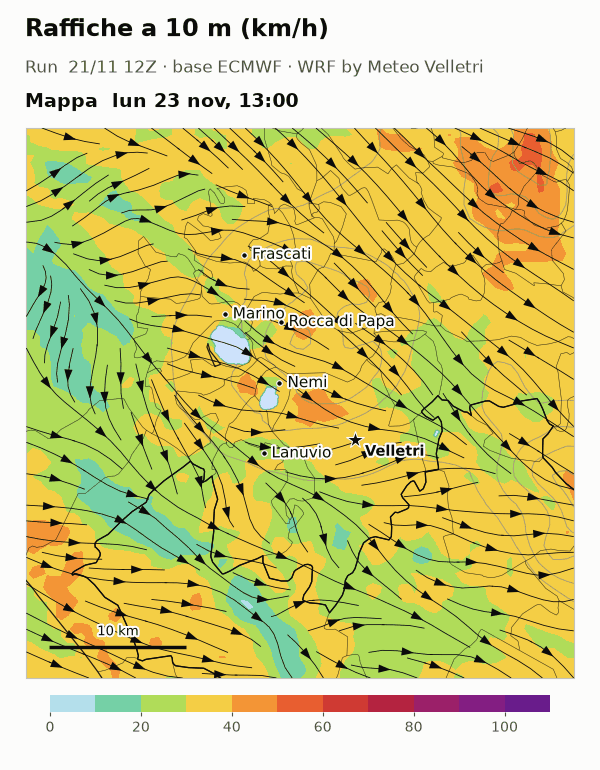 Raffiche a 10 m (km/h)
Run 21/11 12Z · base ECMWF · WRF by Meteo Velletri
Mappa lun 23 nov, 13:00
Frascati
Marino
Rocca di Papa
Nemi
Velletri
Lanuvio
10 km
0 20 40 60 80 100